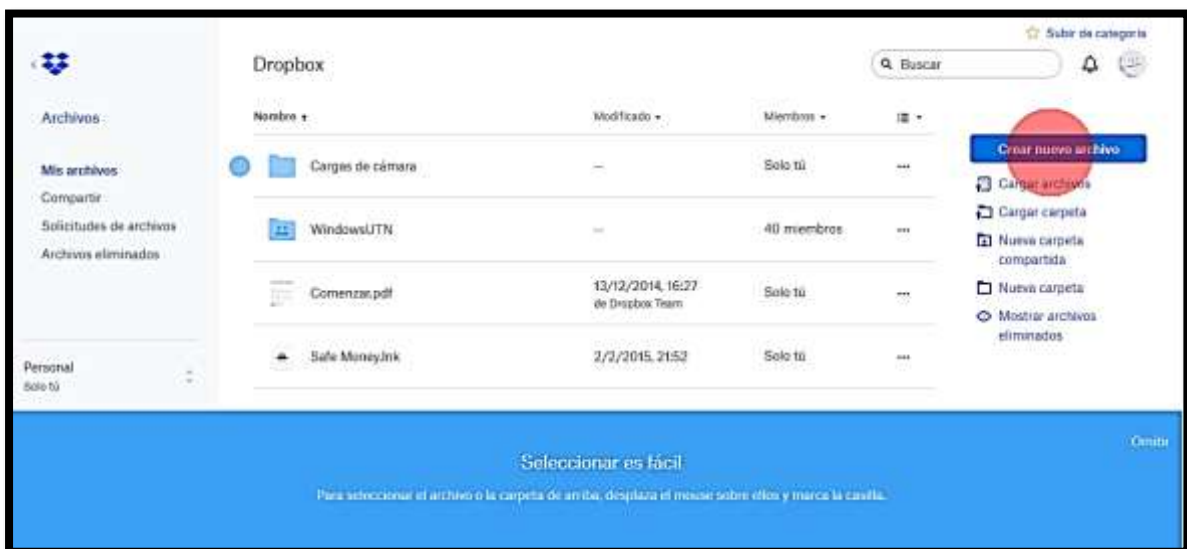 Subir de categoría
Dropbox
Buscar
Archivos
Nombre
Modificado
Miembros
Crear nuevo archivo
Mis archivos
Cargas de cámara
--
Solo tú
Cargar archivos
Compartir
Cargar carpeta
Solicitudes de archivos
WindowsUTN
--
40 miembros
Nueva carpeta
compartida
Archivos eliminados
Comenzar.pdf
13/12/2014, 16:27
de Dropbox Team
Solo tú
Nueva carpeta
Mostrar archivos
eliminados
Personal
Solo tú
Safe Money.lnk
2/2/2015, 21:52
Solo tú
Omitir
Seleccionar es fácil
Para seleccionar el archivo o la carpeta de arriba, desplaza el mouse sobre ellos y marca la casilla.